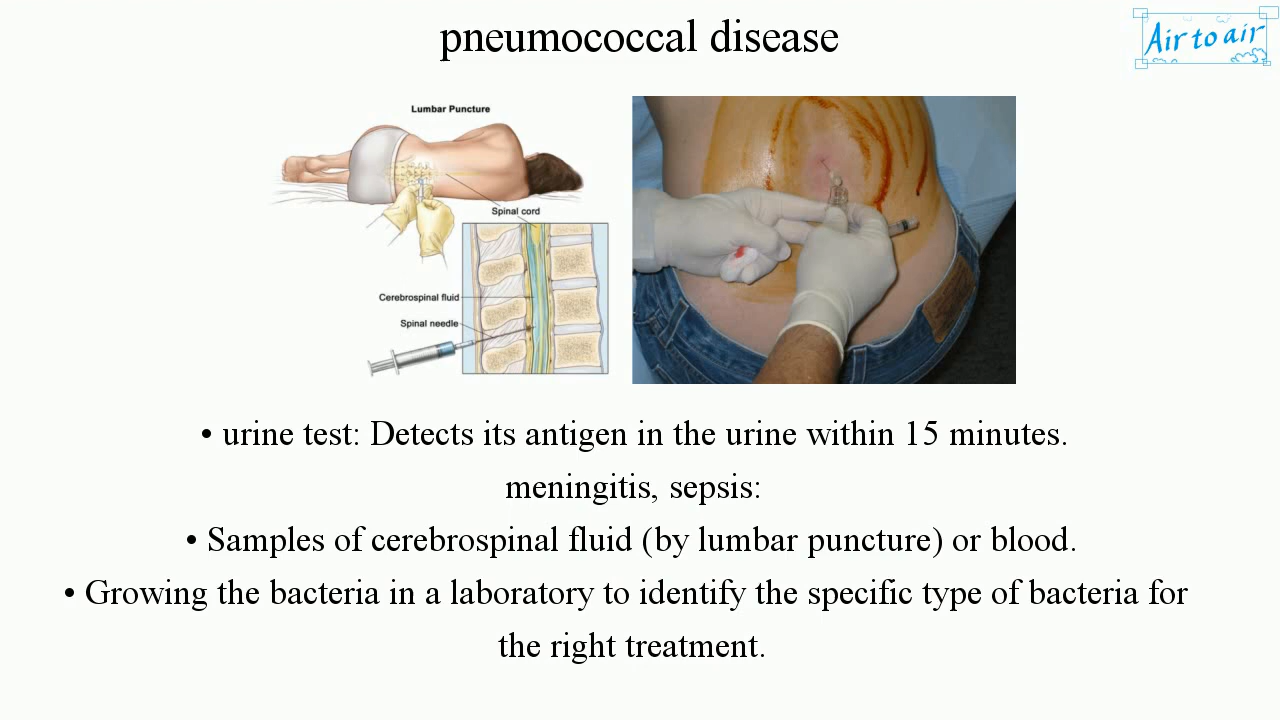 pneumococcal disease
Air to air
Lumbar Puncture
Spinal cord
Cerebrospinal fluid
Spinal needle
• urine test: Detects its antigen in the urine within 15 minutes.
meningitis, sepsis:
• Samples of cerebrospinal fluid (by lumbar puncture) or blood.
• Growing the bacteria in a laboratory to identify the specific type of bacteria for
the right treatment.